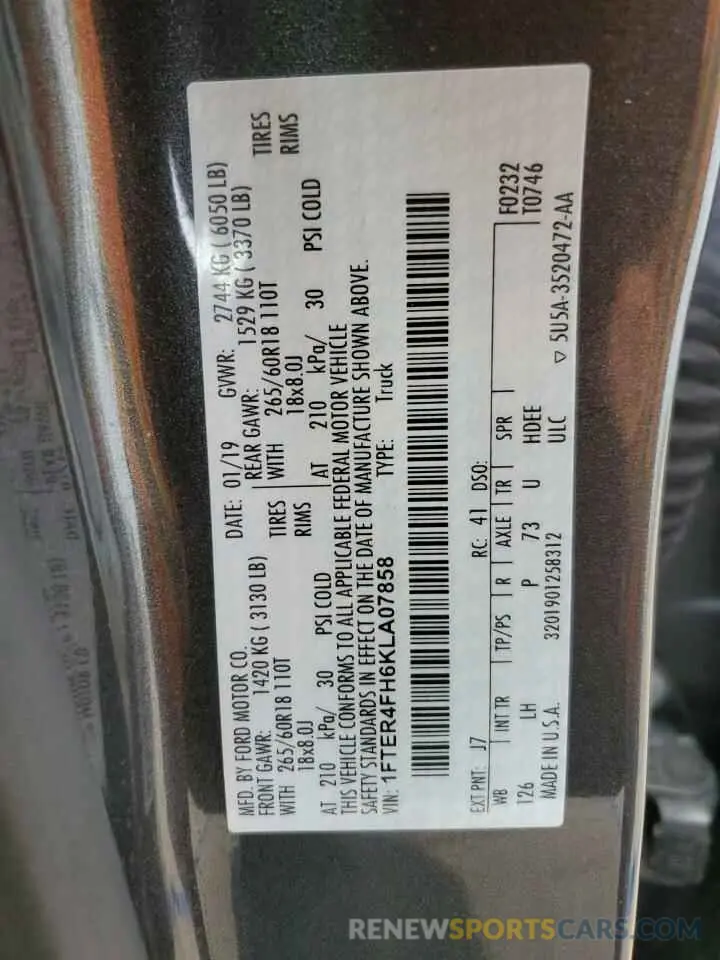 MFD. BY FORD MOTOR CO.
DATE: 01/19
GVWR: 2744 KG ( 6050 LB)
FRONT GAWR: 1420 KG ( 3130 LB)
REAR GAWR: 1529 KG ( 3370 LB)
WITH 265/60R18 110T TIRES
WITH 265/60R18 110T TIRES
18x8.0J RIMS
18x8.0J RIMS
AT 210 kPa/ 30 PSI COLD
AT 210 kPa/ 30 PSI COLD
THIS VEHICLE CONFORMS TO ALL APPLICABLE FEDERAL MOTOR VEHICLE
SAFETY STANDARDS IN EFFECT ON THE DATE OF MANUFACTURE SHOWN ABOVE.
VIN: 1FTER4FH6KLA07858
TYPE: Truck
EXT PNT: J7 RC: 41 DSO: F0232
WB INT TR TP/PS R AXLE TR SPR T0746
126 LH P 73 U HDEE
MADE IN U.S.A. 3201901258312 ULC ▽ 5U5A-3520472-AA
RENEWSPORTSCARS.COM